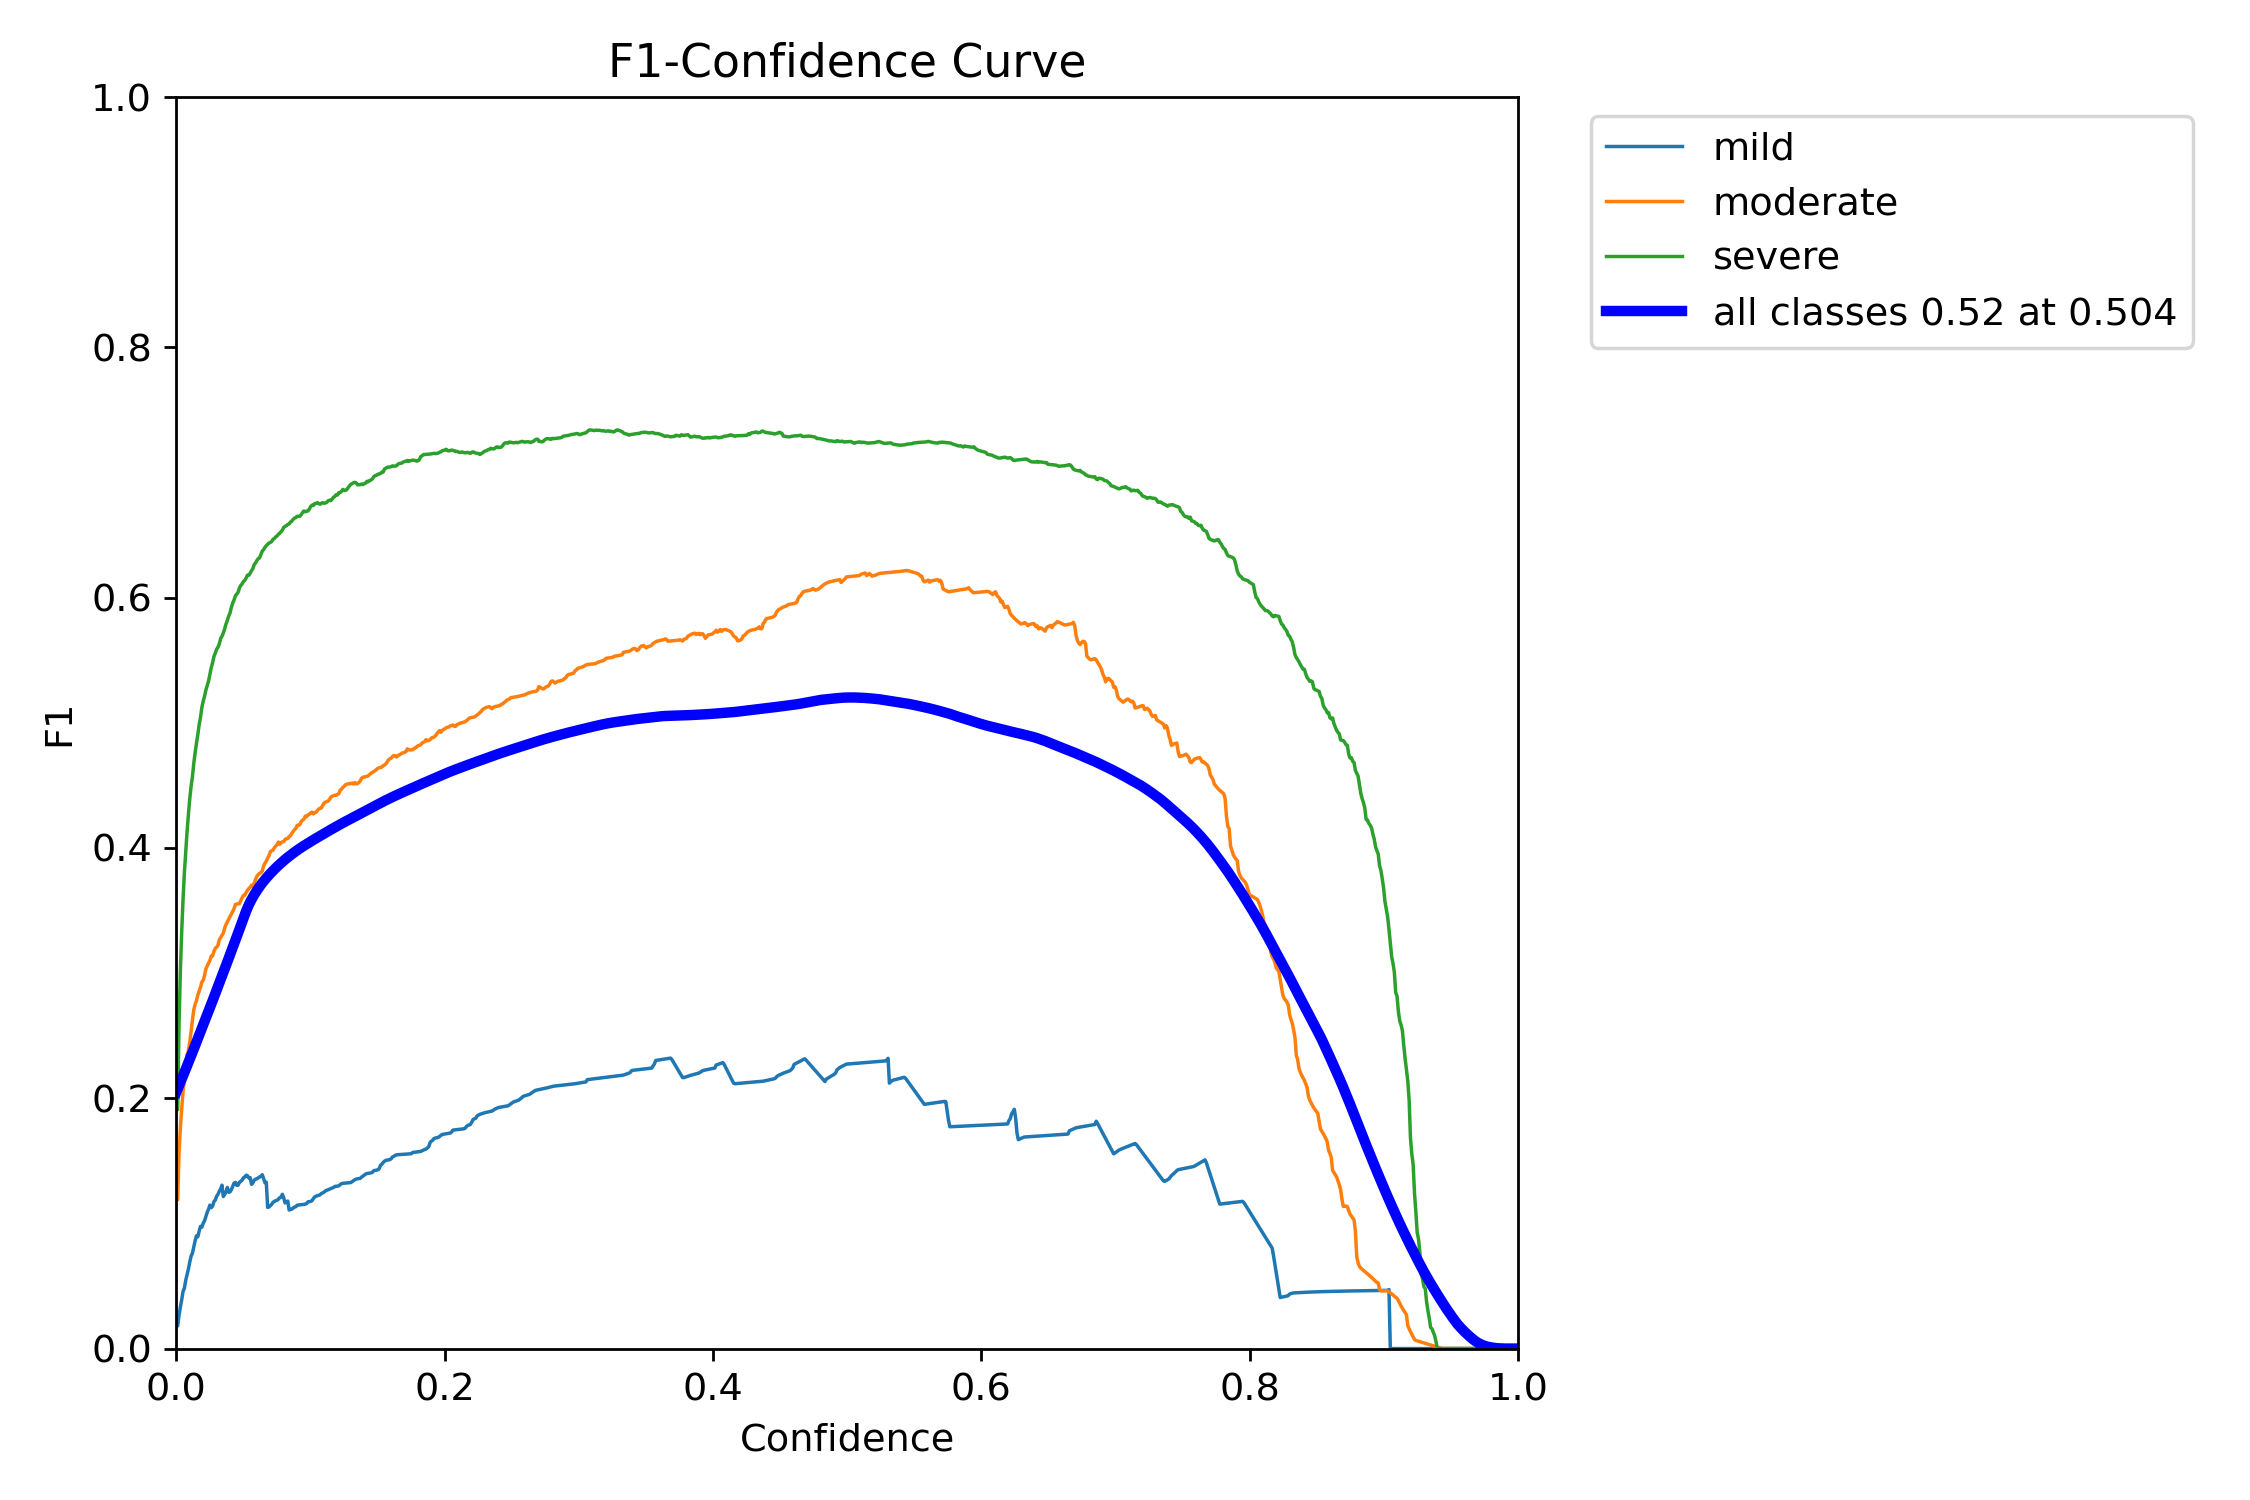 F1-Confidence Curve
1.0
0.8
0.6
0.4
0.2
0.0
F1
0.0 0.2 0.4 0.6 0.8 1.0
Confidence
mild
moderate
severe
all classes 0.52 at 0.504